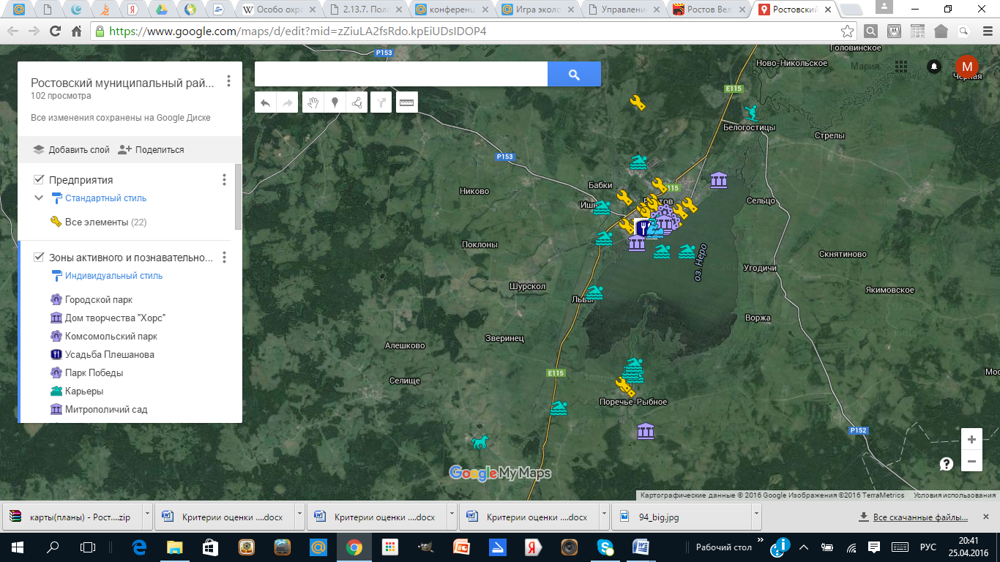 Особо охра
2.13.7. Поло
конференц
Игра эколо
Управлени
Ростов Вел
Ростовский
https://www.google.com/maps/d/edit?mid=zZiuLA2fsRdo.kpEiUDsIDOP4
Ростовский муниципальный рай...
102 просмотра
Все изменения сохранены на Google Диске
Добавить слой
Поделиться
Предприятия
Стандартный стиль
Все элементы (22)
Зоны активного и познавательно...
Индивидуальный стиль
Городской парк
Дом творчества "Хорс"
Комсомольский парк
Усадьба Плешанова
Парк Победы
Карьеры
Митрополичий сад
P153
Головинское
Ново-Никольское
Мария
M
Чёрная
E115
Белогостицы
Стрелы
P153
Бабки
115
Никово
Ишн
Ростов
Сельцо
Поклоны
оз. Неро
Скнятиново
Угодичи
Шурскол
Якимовское
Львы
Воржа
Зверинец
Алешково
E115
Селище
Мос
Поречье-Рыбное
P152
Google My Maps
Картографические данные © 2016 Google Изображения ©2016 TerraMetrics
Условия использования
карты(планы) - Рост....zip
Критерии оценки ....docx
Критерии оценки ....docx
Критерии оценки ....docx
94_big.jpg
Все скачанные файлы...
Рабочий стол
РУС
20:41
25.04.2016